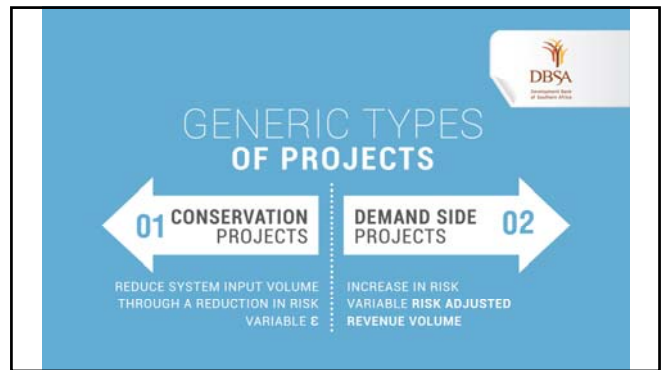 DBSA
Development Bank
of Southern Africa
GENERIC TYPES
OF PROJECTS
01 CONSERVATION
PROJECTS
REDUCE SYSTEM INPUT VOLUME
THROUGH A REDUCTION IN RISK
VARIABLE ε
DEMAND SIDE 02
PROJECTS
INCREASE IN RISK
VARIABLE RISK ADJUSTED
REVENUE VOLUME